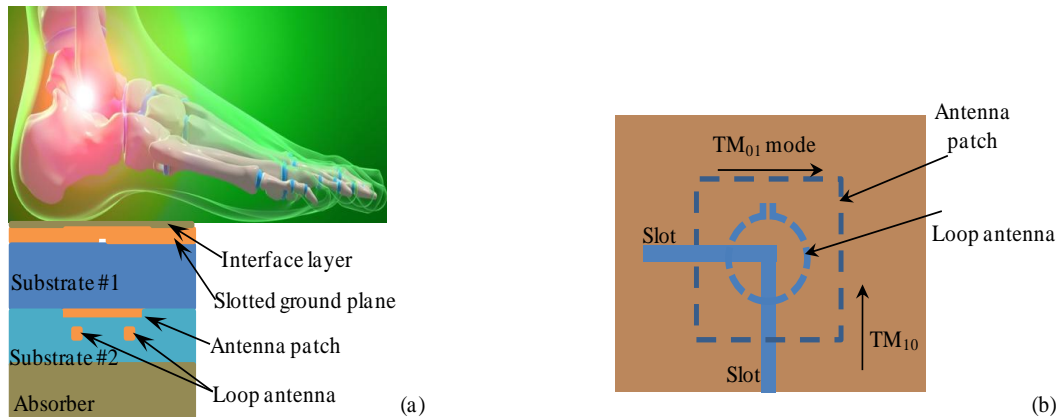 Interface layer
Substrate #1
Slotted ground plane
Antenna patch
Substrate #2
Loop antenna
Absorber
(a)
Antenna
patch
TM01 mode
Loop antenna
Slot
TM10
Slot
(b)